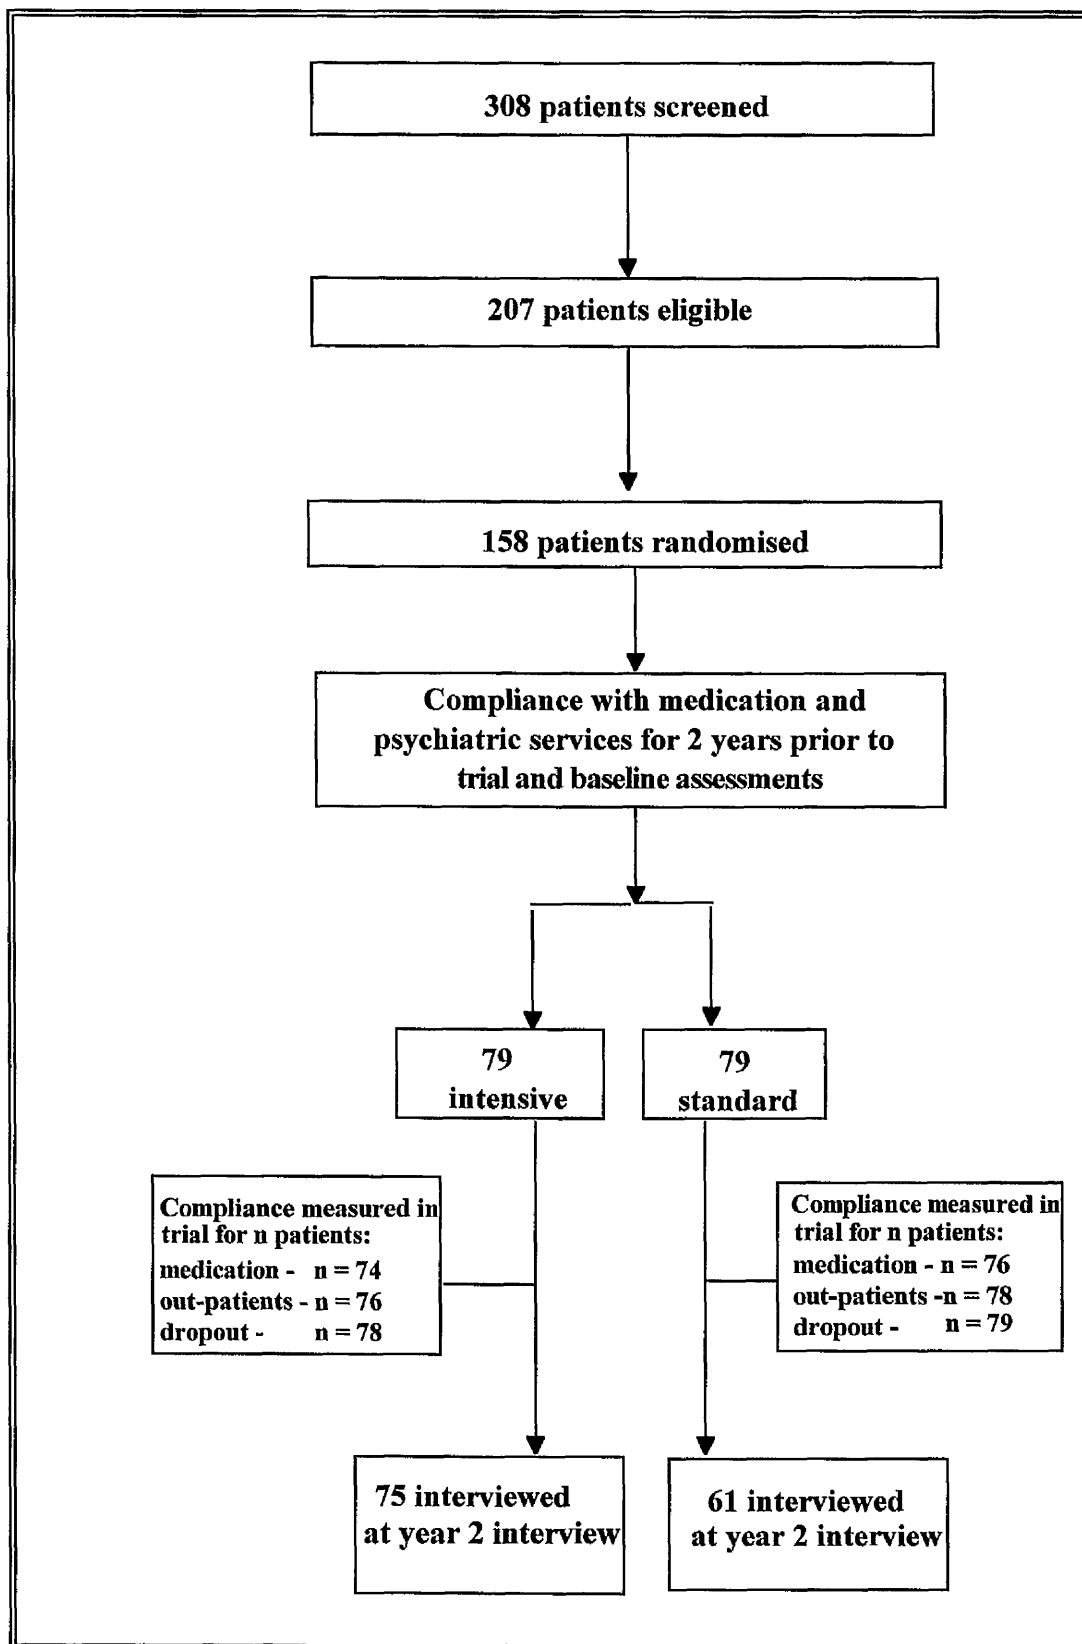 308 patients screened
207 patients eligible
158 patients randomised
Compliance with medication and
psychiatric services for 2 years prior to
trial and baseline assessments
79
intensive
79
standard
Compliance measured in
trial for n patients:
medication - n = 74
out-patients - n = 76
dropout - n = 78
Compliance measured in
trial for n patients:
medication - n = 76
out-patients -n = 78
dropout - n = 79
75 interviewed
at year 2 interview
61 interviewed
at year 2 interview